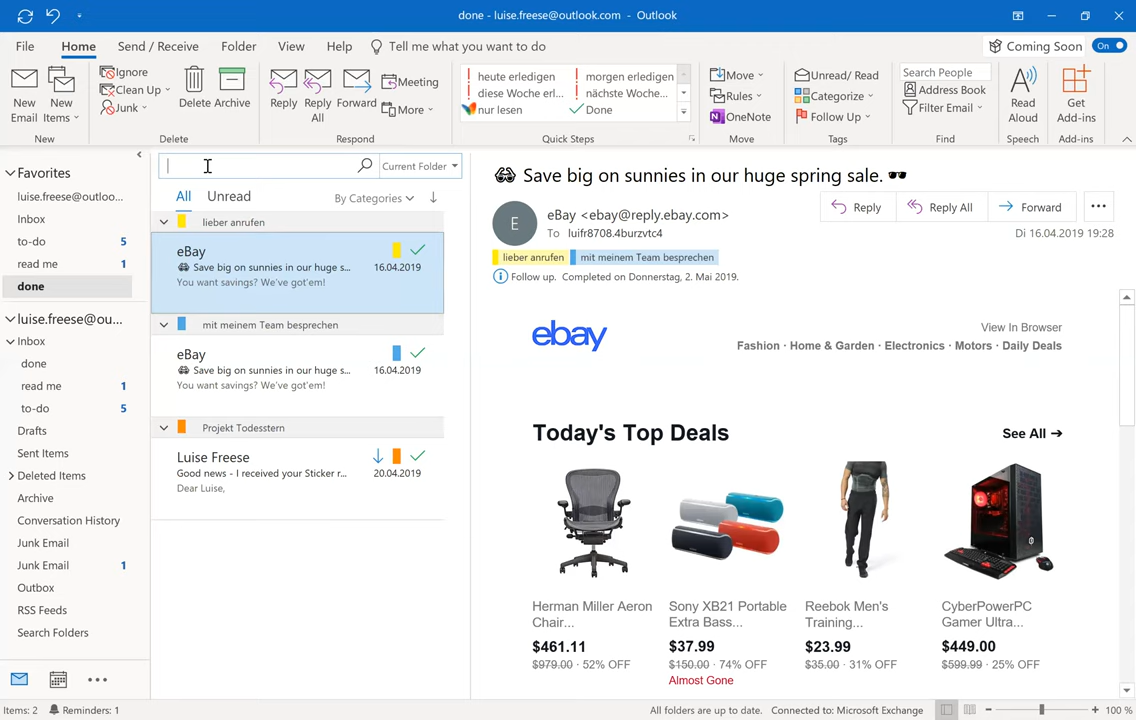 done - luise.freese@outlook.com - Outlook
File Home Send / Receive Folder View Help Tell me what you want to do Coming Soon On
New Email
New Items
Ignore
Clean Up
Junk
Delete
Archive
Reply
Reply All
Forward
Meeting
More
heute erledigen
diese Woche erl...
nur lesen
morgen erledigen
nächste Woche...
Done
Move
Rules
OneNote
Unread/ Read
Categorize
Follow Up
Search People
Address Book
Filter Email
Read Aloud
Get Add-ins
New Delete Respond Quick Steps Move Tags Find Speech Add-ins
Favorites
luise.freese@outloo...
Inbox
to-do 5
read me 1
done
luise.freese@ou...
Inbox
done
read me 1
to-do 5
Drafts
Sent Items
Deleted Items
Archive
Conversation History
Junk Email
Junk Email 1
Outbox
RSS Feeds
Search Folders
Current Folder
All Unread By Categories
lieber anrufen
eBay
Save big on sunnies in our huge s... 16.04.2019
You want savings? We've got'em!
mit meinem Team besprechen
eBay
Save big on sunnies in our huge s... 16.04.2019
You want savings? We've got'em!
Projekt Todesstern
Luise Freese
Good news - I received your Sticker r... 20.04.2019
Dear Luise,
Save big on sunnies in our huge spring sale.
E
eBay <ebay@reply.ebay.com>
To luifr8708.4burzvtc4
Reply Reply All Forward
Di 16.04.2019 19:28
lieber anrufen mit meinem Team besprechen
Follow up. Completed on Donnerstag, 2. Mai 2019.
ebay
View In Browser
Fashion · Home & Garden · Electronics · Motors · Daily Deals
Today's Top Deals See All →
Herman Miller Aeron Chair...
$461.11
$979.00 · 52% OFF
Sony XB21 Portable Extra Bass...
$37.99
$150.00 · 74% OFF
Almost Gone
Reebok Men's Training...
$23.99
$35.00 · 31% OFF
CyberPowerPC Gamer Ultra...
$449.00
$599.99 · 25% OFF
Items: 2 Reminders: 1 All folders are up to date. Connected to: Microsoft Exchange 100 %